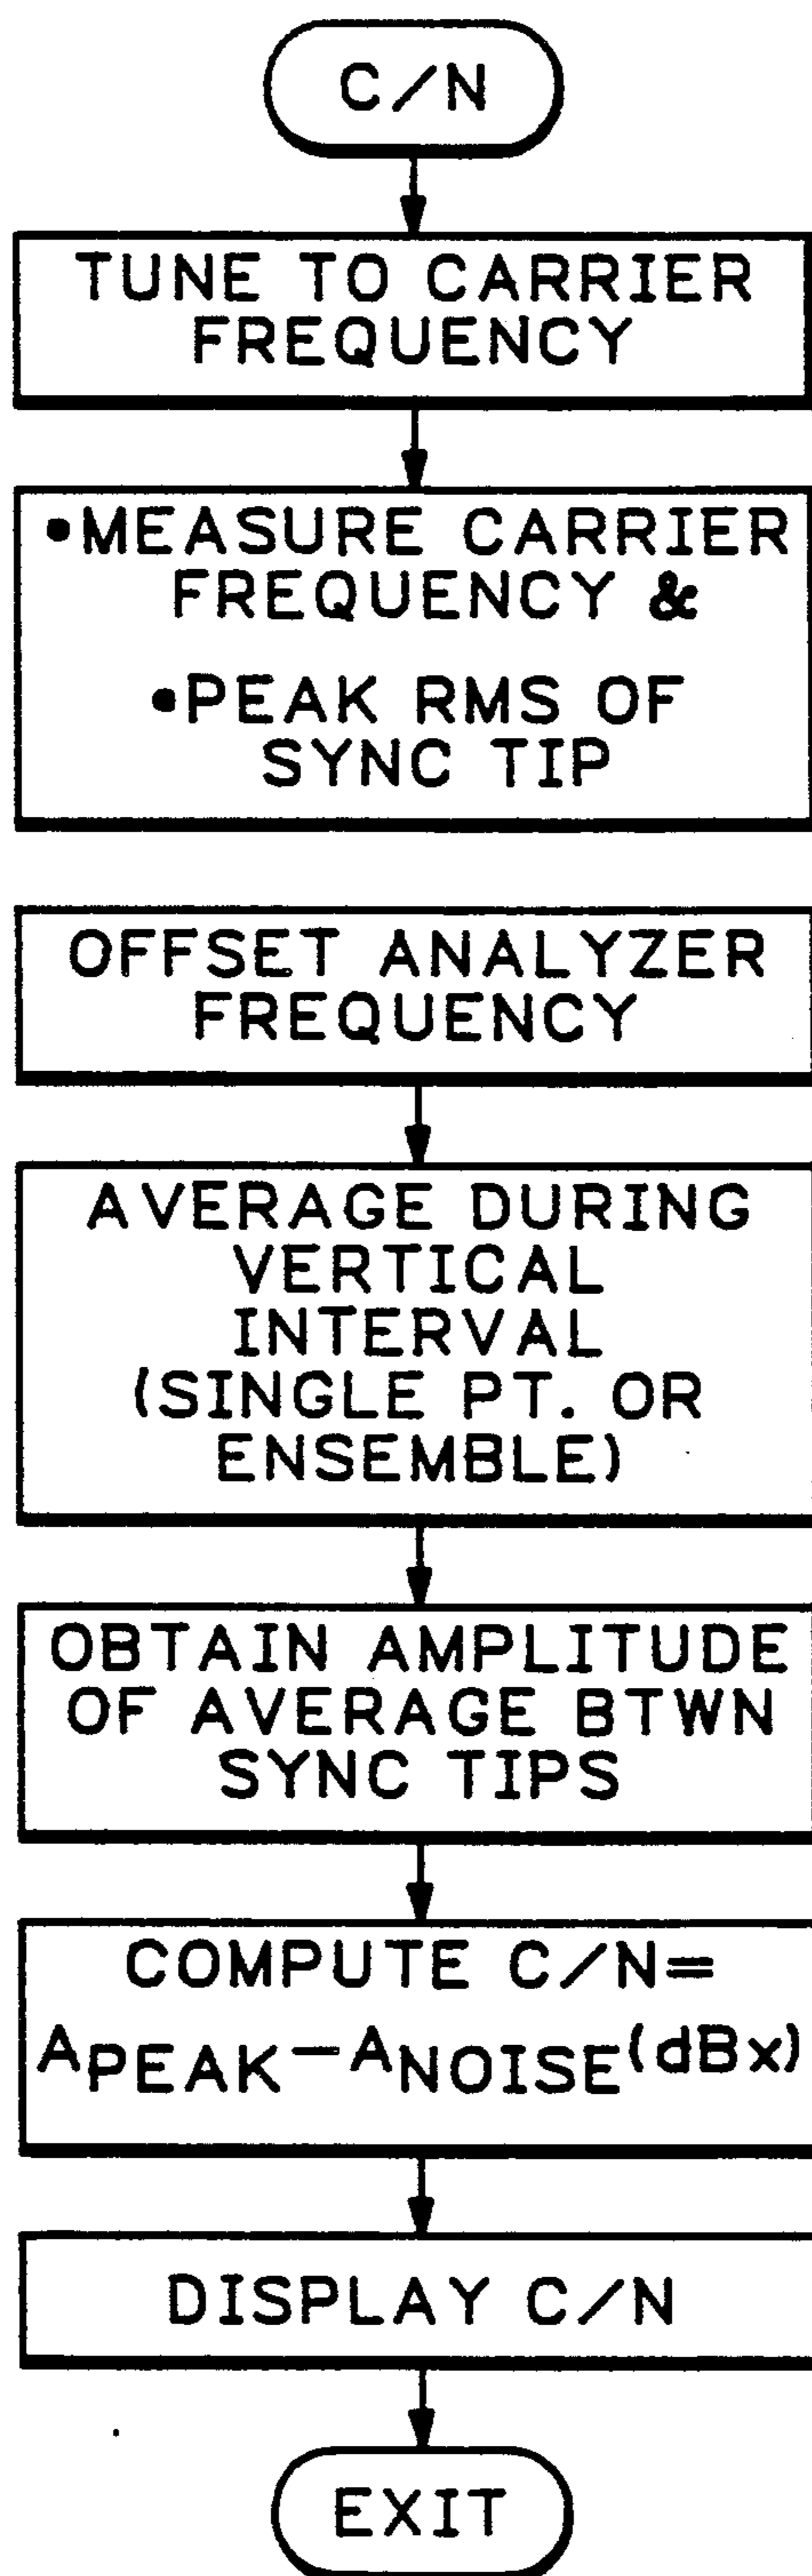 C/N
TUNE TO CARRIER
FREQUENCY
•MEASURE CARRIER
FREQUENCY &
•PEAK RMS OF
SYNC TIP
OFFSET ANALYZER
FREQUENCY
AVERAGE DURING
VERTICAL
INTERVAL
(SINGLE PT. OR
ENSEMBLE)
OBTAIN AMPLITUDE
OF AVERAGE BTWN
SYNC TIPS
COMPUTE C/N=
APEAK-ANOISE(dBx)
DISPLAY C/N
EXIT